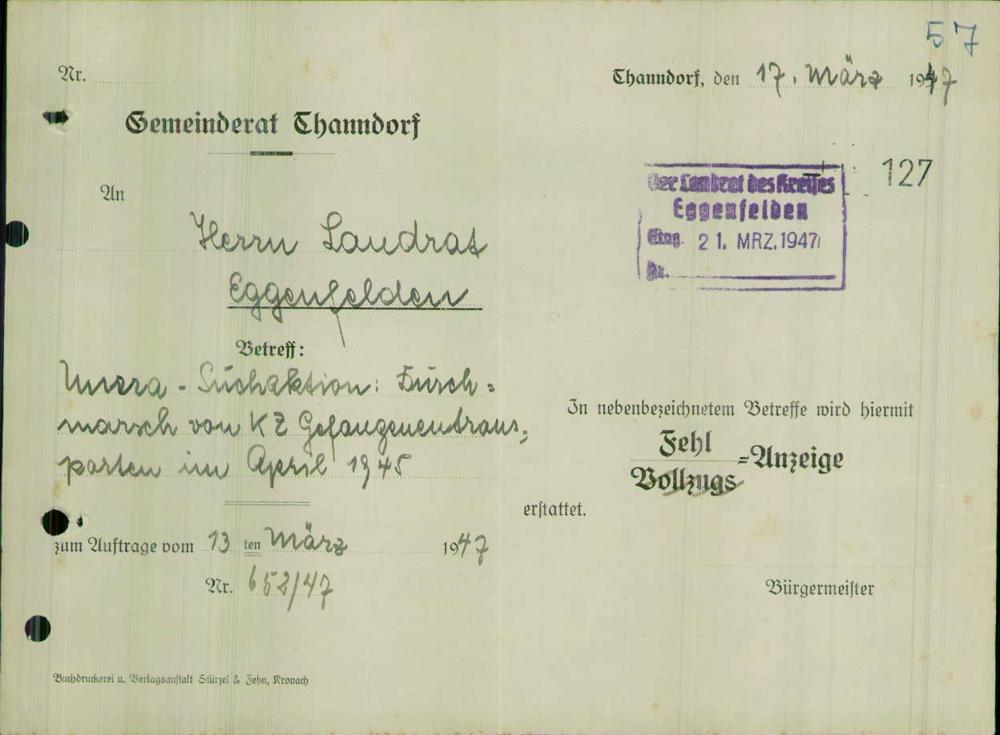 57
Nr.
Thanndorf, den 17. März 1947
Gemeinderat Thanndorf
127
An
Der Landrat des Kreises
Eggenfelden
Eing. 21. MRZ. 1947
Nr.
Herrn Landrat
Eggenfelden
Betreff:
Unrra - Suchaktion: Durch=
marsch von KZ Gefangenentrans=
porten im April 1945
In nebenbezeichnetem Betreffe wird hiermit
Fehl
Vollzugs =Anzeige
erstattet.
zum Auftrage vom 13 ten März 1947
Nr. 652/47
Bürgermeister
Buchdruckerei u. Verlagsanstalt Stürzel & Fehn, Kronach